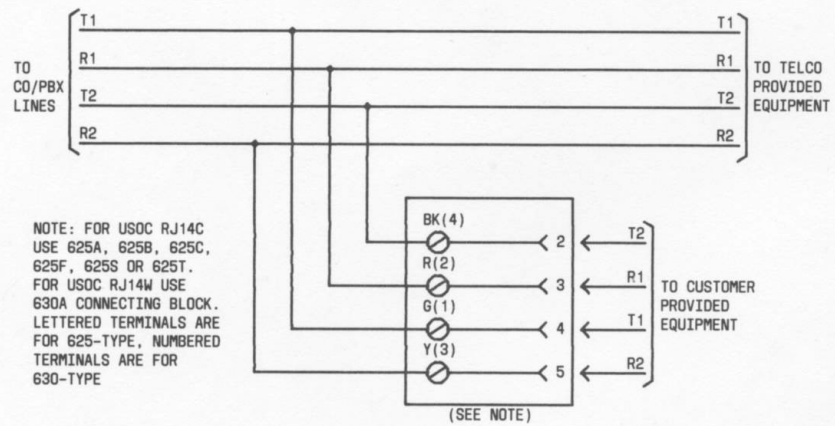 T1 T1
R1 R1
TO
CO/PBX
LINES
TO TELCO
PROVIDED
EQUIPMENT
T2 T2
R2 R2
NOTE: FOR USOC RJ14C
USE 625A, 625B, 625C,
625F, 625S OR 625T.
FOR USOC RJ14W USE
630A CONNECTING BLOCK.
LETTERED TERMINALS ARE
FOR 625-TYPE, NUMBERED
TERMINALS ARE FOR
630-TYPE
BK(4) 2 T2
R(2) 3 R1
G(1) 4 T1
Y(3) 5 R2
TO CUSTOMER
PROVIDED
EQUIPMENT
(SEE NOTE)